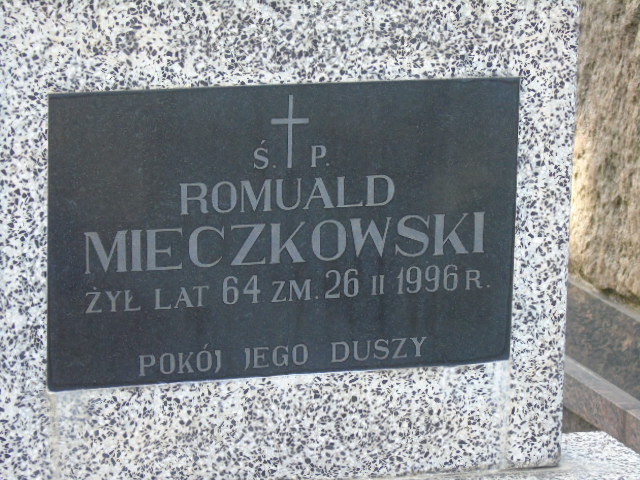 Ś. P.
ROMUALD
MIECZKOWSKI
ŻYŁ LAT 64 ZM. 26 II 1996 R.
POKÓJ JEGO DUSZY